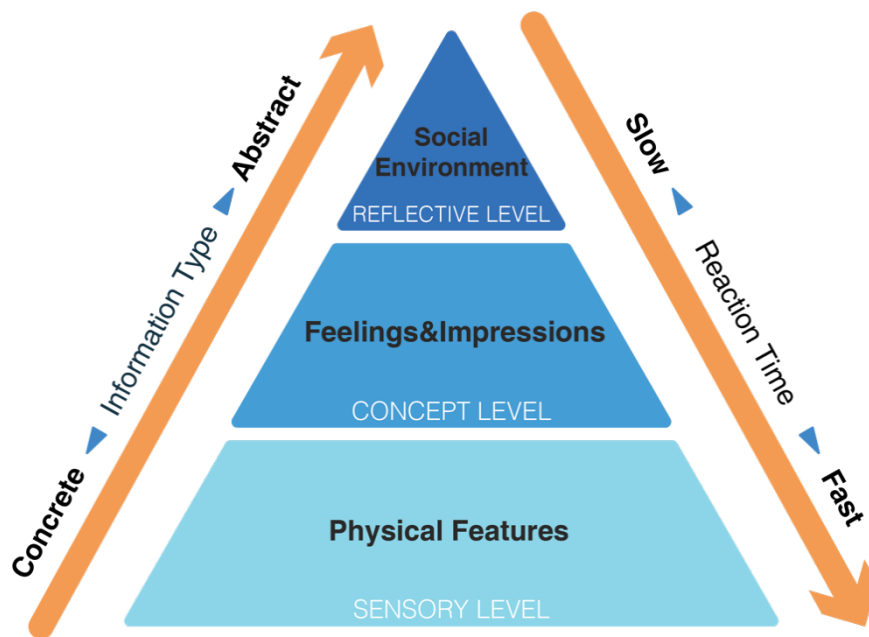 Social
Environment
REFLECTIVE LEVEL
Feelings&Impressions
CONCEPT LEVEL
Physical Features
SENSORY LEVEL
Abstract
Information Type
Concrete
Slow
Reaction Time
Fast